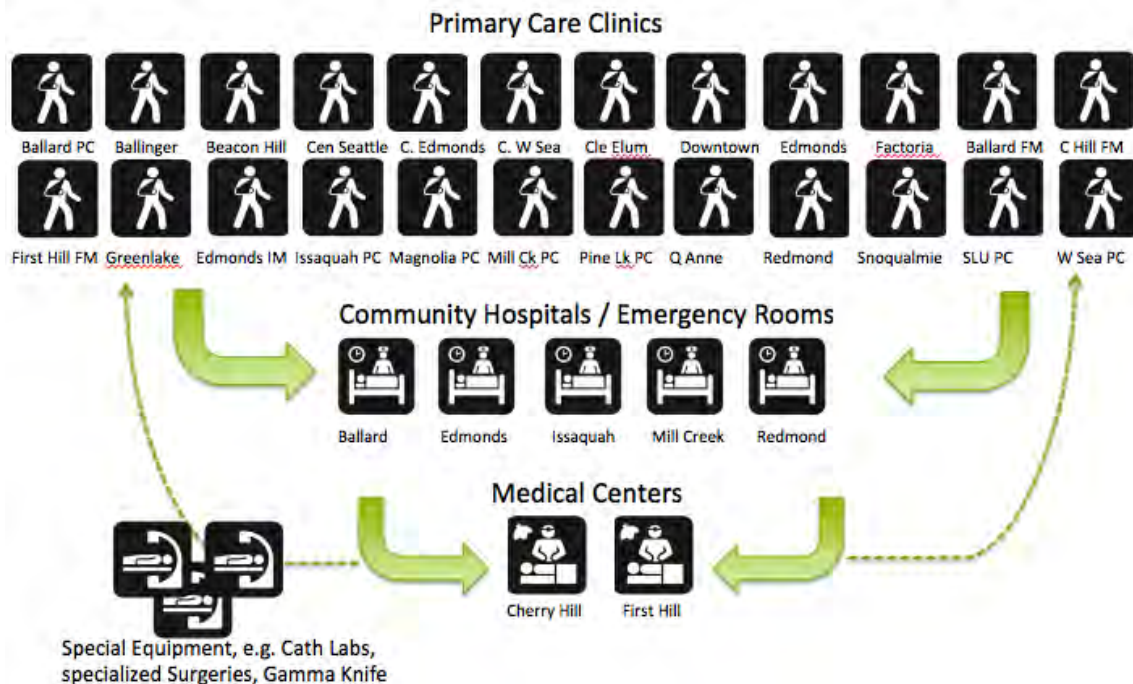 Primary Care Clinics
Ballard PC Ballinger Beacon Hill Cen Seattle C. Edmonds C. W Sea Cle Elum Downtown Edmonds Factoria Ballard FM C Hill FM
First Hill FM Greenlake Edmonds IM Issaquah PC Magnolia PC Mill Ck PC Pine Lk PC Q Anne Redmond Snoqualmie SLU PC W Sea PC
Community Hospitals / Emergency Rooms
Ballard Edmonds Issaquah Mill Creek Redmond
Medical Centers
Cherry Hill First Hill
Special Equipment, e.g. Cath Labs,
specialized Surgeries, Gamma Knife